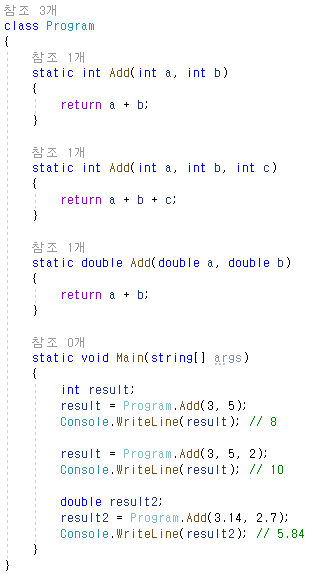 참조 3개
class Program
{
참조 1개
static int Add(int a, int b)
{
return a + b;
}
참조 1개
static int Add(int a, int b, int c)
{
return a + b + c;
}
참조 1개
static double Add(double a, double b)
{
return a + b;
}
참조 0개
static void Main(string[] args)
{
int result;
result = Program.Add(3, 5);
Console.WriteLine(result); // 8
result = Program.Add(3, 5, 2);
Console.WriteLine(result); // 10
double result2;
result2 = Program.Add(3.14, 2.7);
Console.WriteLine(result2); // 5.84
}
}